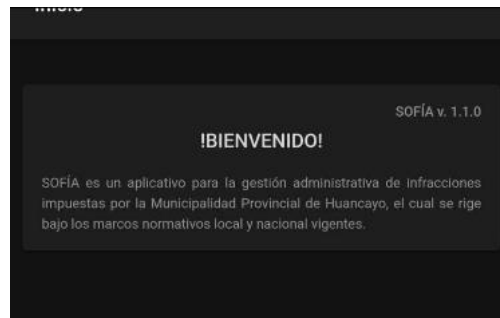 Inicio
SOFÍA v. 1.1.0
!BIENVENIDO!
SOFÍA es un aplicativo para la gestión administrativa de infracciones
impuestas por la Municipalidad Provincial de Huancayo, el cual se rige
bajo los marcos normativos local y nacional vigentes.